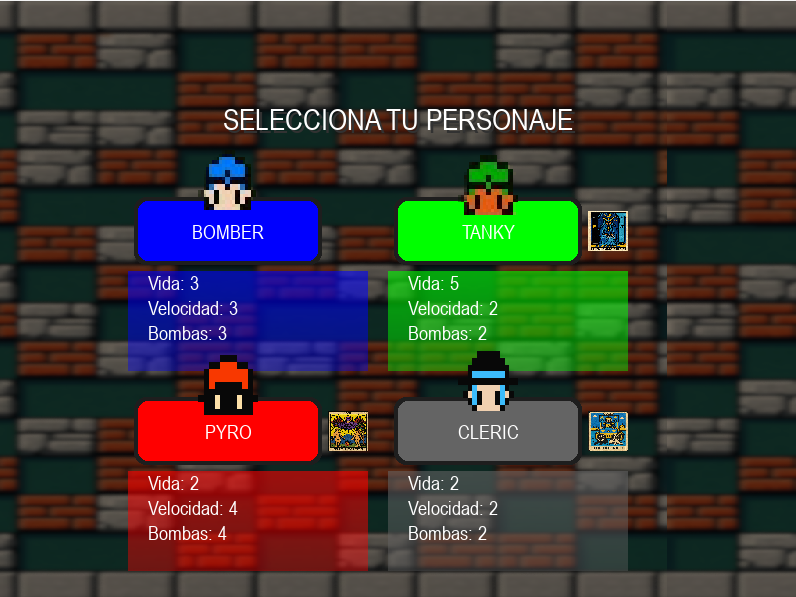 SELECCIONA TU PERSONAJE
BOMBER
Vida: 3
Velocidad: 3
Bombas: 3
TANKY
Vida: 5
Velocidad: 2
Bombas: 2
PYRO
Vida: 2
Velocidad: 4
Bombas: 4
CLERIC
Vida: 2
Velocidad: 2
Bombas: 2